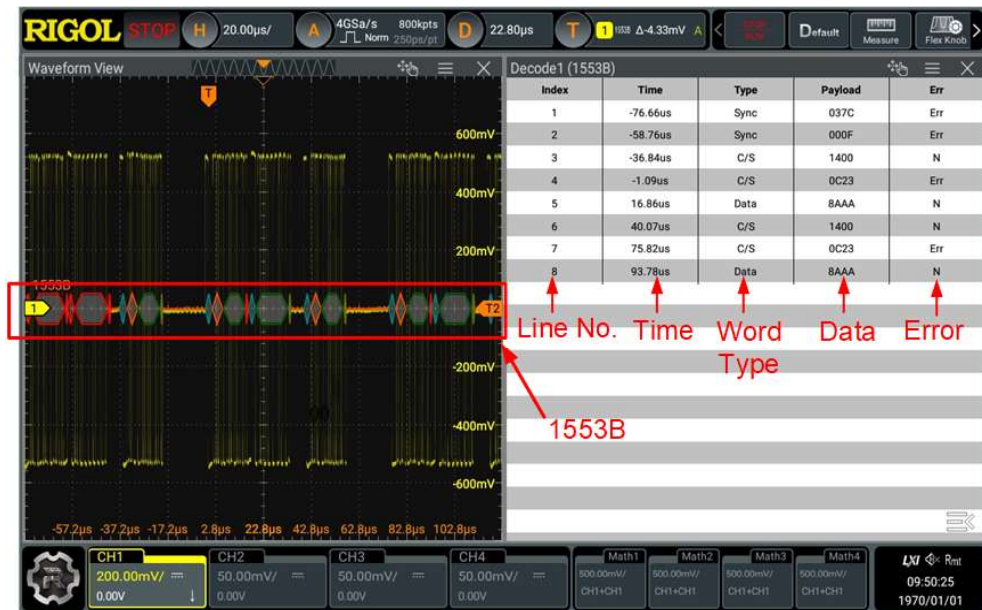 RIGOL STOP H 20.00μs/ A 4GSa/s 800kpts Norm 250ps/pt D 22.80μs T 1 1553B Δ-4.33mV A STOP RUN Default Measure Flex Knob
Waveform View Decode1 (1553B)
Index Time Type Payload Err
1 -76.66us Sync 037C Err
2 -58.76us Sync 000F Err
3 -36.84us C/S 1400 N
4 -1.09us C/S 0C23 Err
5 16.86us Data 8AAA N
6 40.07us C/S 1400 N
7 75.82us C/S 0C23 Err
8 93.78us Data 8AAA N
T
600mV
400mV
200mV
1553B
1 T2
-200mV
-400mV
-600mV
-57.2μs -37.2μs -17.2μs 2.8μs 22.8μs 42.8μs 62.8μs 82.8μs 102.8μs
Line No. Time Word Type Data Error
1553B
CH1 CH2 CH3 CH4 Math1 Math2 Math3 Math4
200.00mV/ 50.00mV/ 50.00mV/ 50.00mV/ 500.00mV/ 500.00mV/ 500.00mV/ 500.00mV/
0.00V 0.00V 0.00V 0.00V CH1+CH1 CH1+CH1 CH1+CH1 CH1+CH1
LXI Rmt
09:50:25
1970/01/01